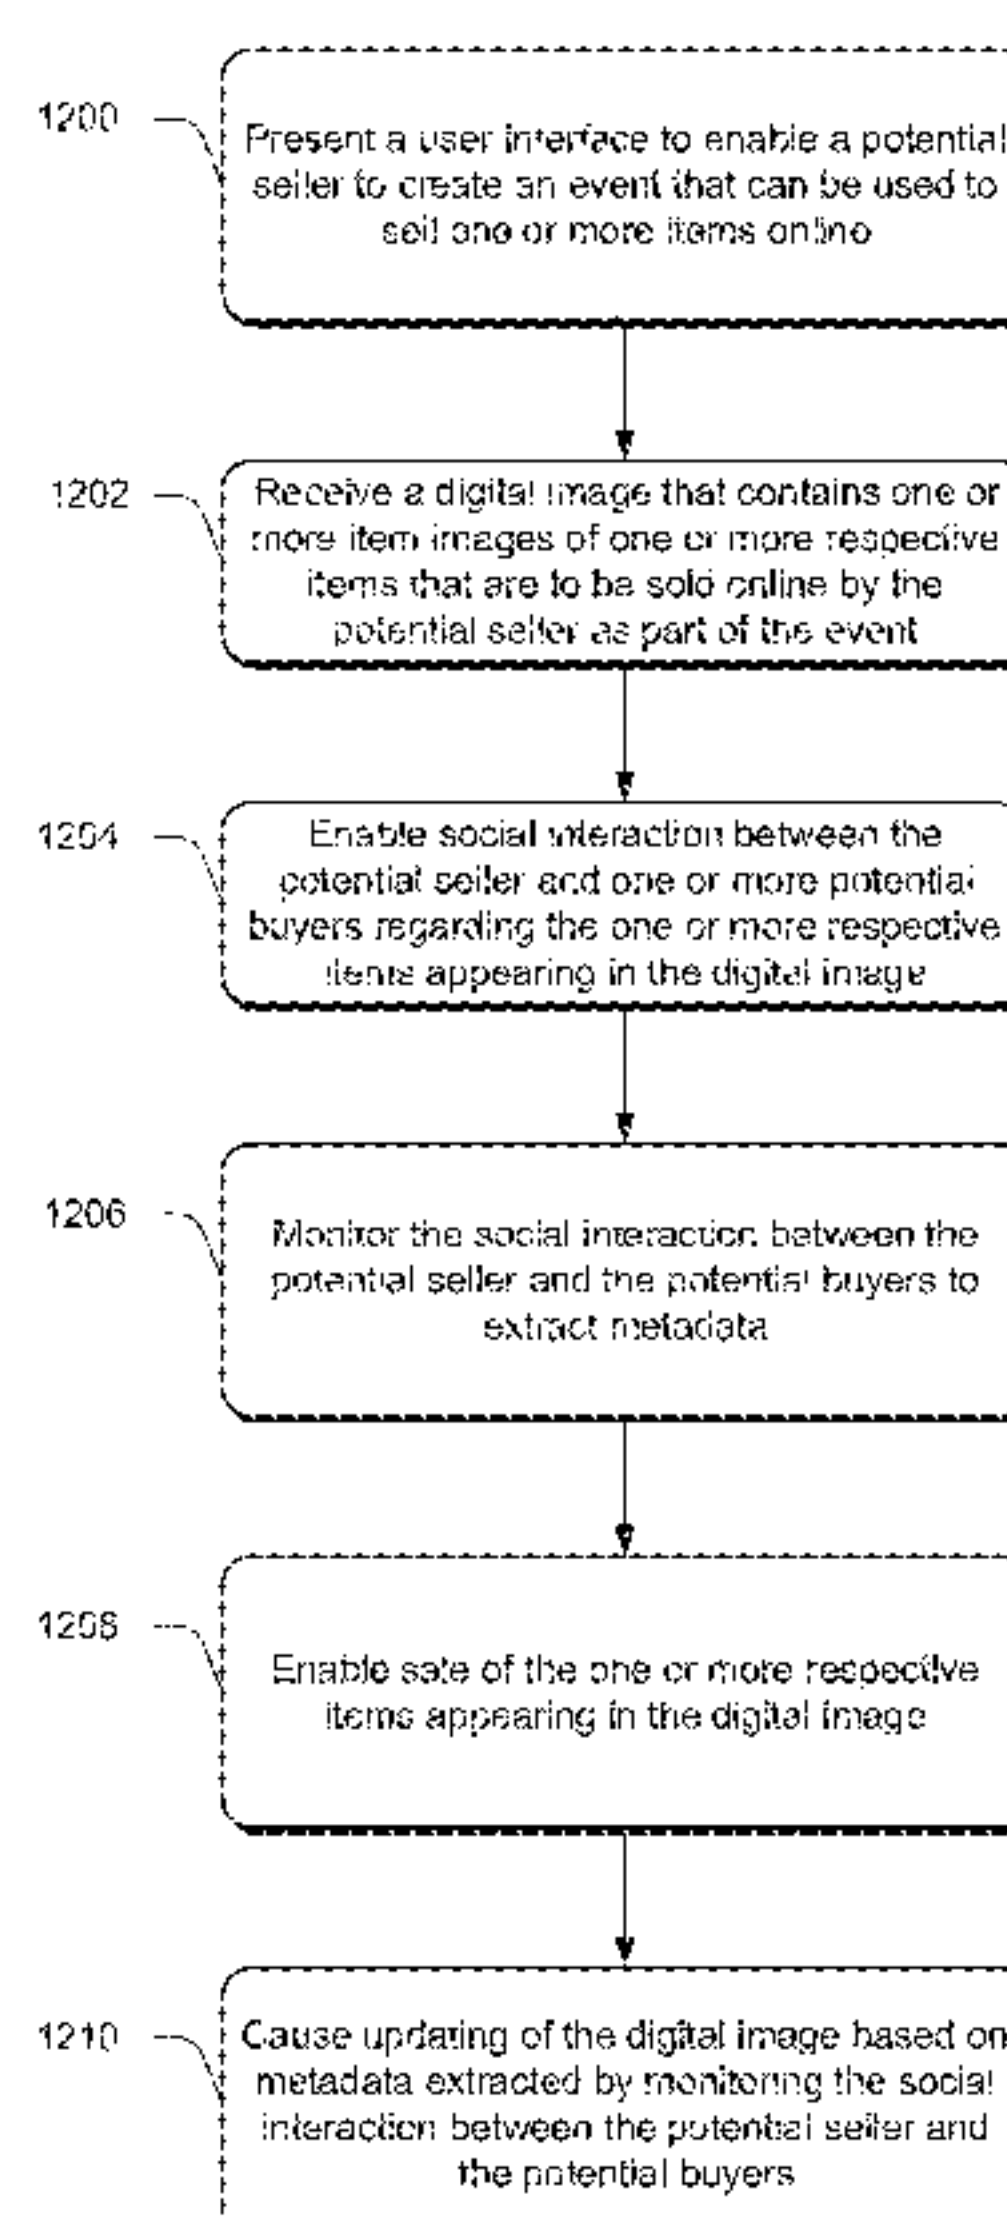 1200
Present a user interface to enable a potential
seller to create an event that can be used to
sell one or more items online
1202
Receive a digital image that contains one or
more item images of one or more respective
items that are to be sold online by the
potential seller as part of the event
1204
Enable social interaction between the
potential seller and one or more potential
buyers regarding the one or more respective
items appearing in the digital image
1206
Monitor the social interaction between the
potential seller and the potential buyers to
extract metadata
1208
Enable sale of the one or more respective
items appearing in the digital image
1210
Cause updating of the digital image based on
metadata extracted by monitoring the social
interaction between the potential seller and
the potential buyers